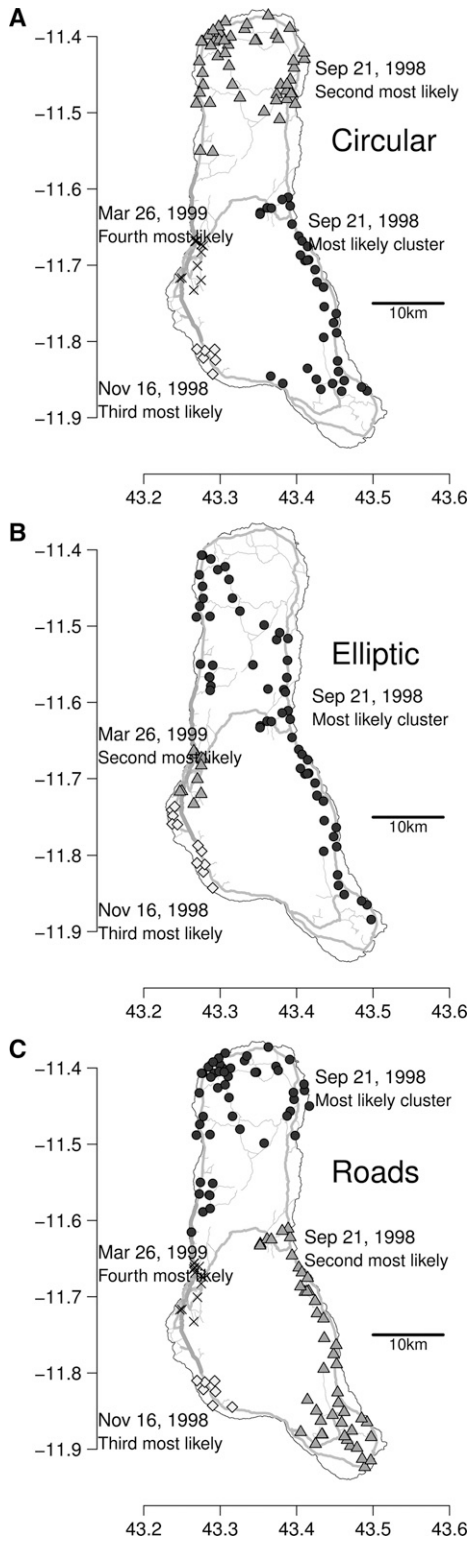 A
−11.4
Sep 21, 1998
Second most likely
−11.5
Circular
−11.6
Mar 26, 1999
Fourth most likely
Sep 21, 1998
Most likely cluster
−11.7
10km
−11.8
Nov 16, 1998
Third most likely
−11.9
43.2 43.3 43.4 43.5 43.6
B
−11.4
−11.5
Elliptic
−11.6
Sep 21, 1998
Most likely cluster
Mar 26, 1999
Second most likely
−11.7
10km
−11.8
Nov 16, 1998
Third most likely
−11.9
43.2 43.3 43.4 43.5 43.6
C
−11.4
Sep 21, 1998
Most likely cluster
−11.5
Roads
−11.6
Mar 26, 1999
Fourth most likely
Sep 21, 1998
Second most likely
−11.7
10km
−11.8
Nov 16, 1998
Third most likely
−11.9
43.2 43.3 43.4 43.5 43.6